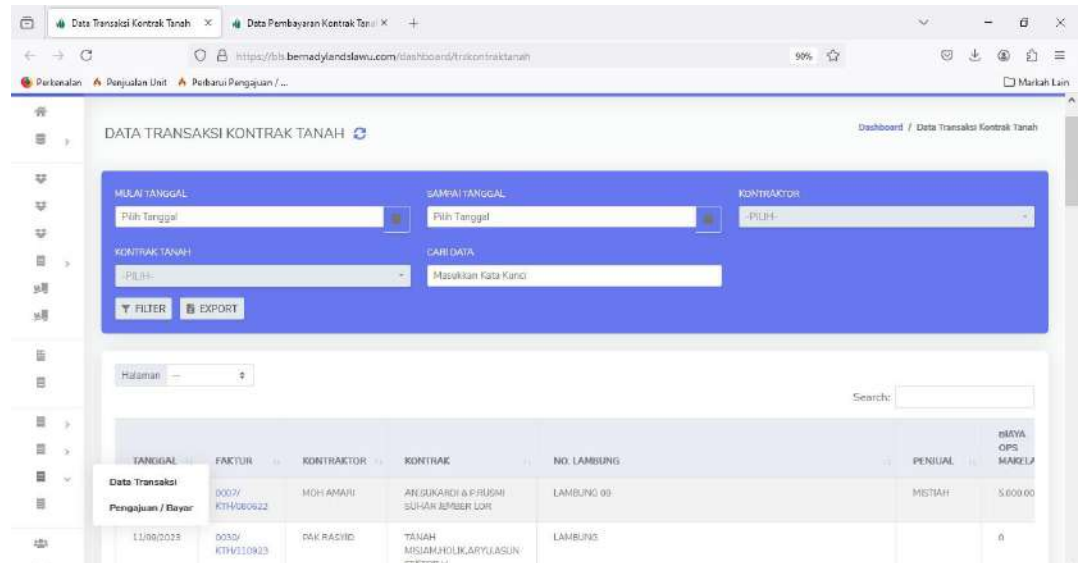 Data Transaksi Kontrak Tanah
Data Pembayaran Kontrak Tanah
https://bls.bernadylandslawu.com/dashboard/trxkontraktanah
90%
Perkenalan
Penjualan Unit
Perbarui Pengajuan / ...
Markah Lain
DATA TRANSAKSI KONTRAK TANAH
Dashboard / Data Transaksi Kontrak Tanah
MULAI TANGGAL
SAMPAI TANGGAL
KONTRAKTOR
Pilih Tanggal
Pilih Tanggal
-PILIH-
KONTRAK TANAH
CARI DATA
-PILIH-
Masukkan Kata Kunci
FILTER
EXPORT
Halaman ---
Search:
TANGGAL
FAKTUR
KONTRAKTOR
KONTRAK
NO. LAMBUNG
PENJUAL
BIAYA
OPS
MAKELA
Data Transaksi
Pengajuan / Bayar
KTH/080622
MOH AMARI
AN.SUKARDI & P.RUSMI
SUHAR JEMBER LOR
LAMBUNG 00
MISTIAH
5.000.00
11/09/2023
0030/
KTH/110923
PAK RASYID
TANAH
MISJAM,HOLIK,ARYU,ASUN
LAMBUNG
0